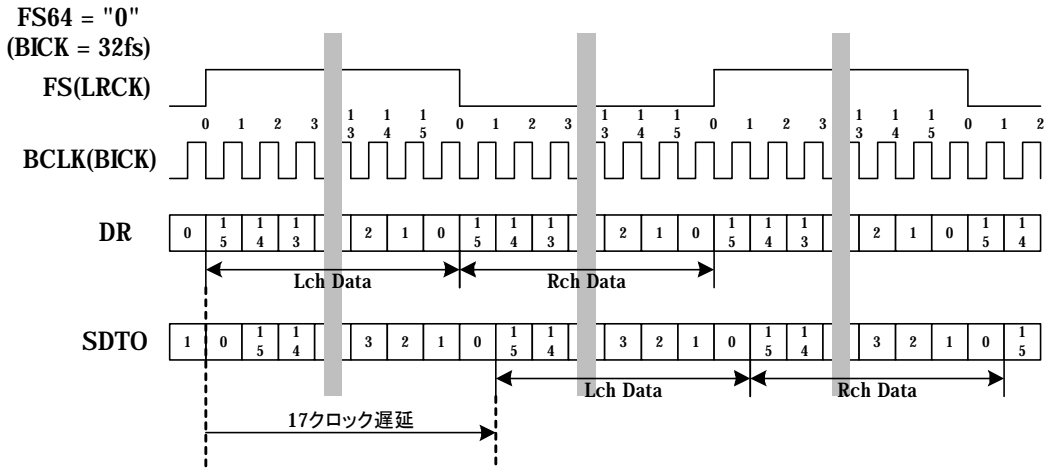 FS64 = "0"
(BICK = 32fs)
FS(LRCK)
0 1 2 3 13 14 15 0 1 2 3 13 14 15 0 1 2 3 13 14 15 0 1 2
BCLK(BICK)
DR 0 15 14 13 2 1 0 15 14 13 2 1 0 15 14 13 2 1 0 15 14
Lch Data Rch Data
SDTO 1 0 15 14 3 2 1 0 15 14 3 2 1 0 15 14 3 2 1 0 15
Lch Data Rch Data
17クロック遅延